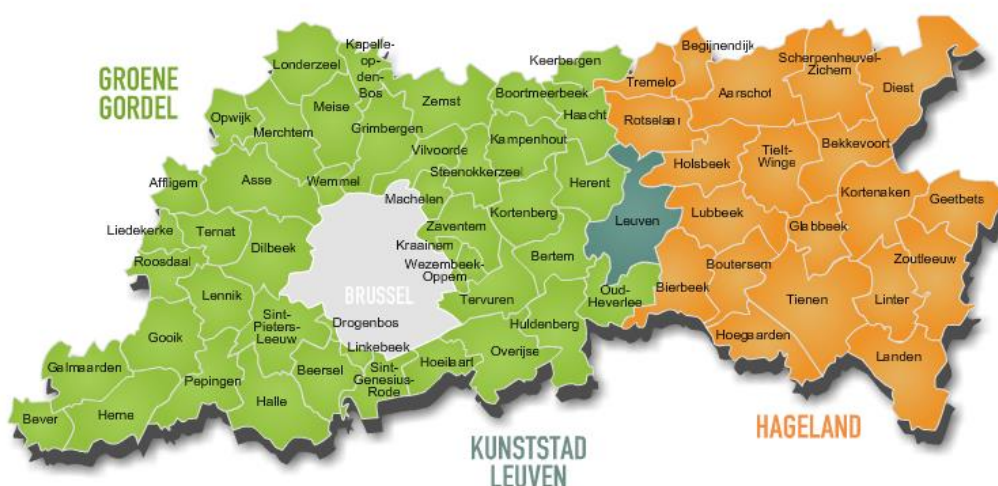 GROENE
GORDEL
Londerzeel
Kapelle-
op-
den-
Bos
Keerbergen
Begijnendijk
Scherpenheuvel-
Zichem
Tremelo
Aarschot
Diest
Opwijk
Merchtem
Meise
Grimbergen
Zemst
Boortmeerbeek
Haacht
Rotselaar
Vilvoorde
Kampenhout
Steenokkerzeel
Holsbeek
Tielt-
Winge
Bekkevoort
Affligem
Asse
Wemmel
Machelen
Herent
Kortenaken
Geetbets
Liedekerke
Ternat
Dilbeek
Zaventem
Kortenberg
Leuven
Lubbeek
Glabbeek
Roosdaal
Kraainem
Wezembeek-
Oppem
Bertem
Boutersem
Zoutleeuw
Lennik
BRUSSEL
Tervuren
Oud-
Heverlee
Bierbeek
Tienen
Linter
Gooik
Sint-
Pieters-
Leeuw
Drogenbos
Linkebeek
Huldenberg
Hoegaarden
Landen
Galmaarden
Pepingen
Beersel
Sint-
Genesius-
Rode
Hoeilaart
Overijse
Bever
Herne
Halle
KUNSTSTAD
LEUVEN
HAGELAND